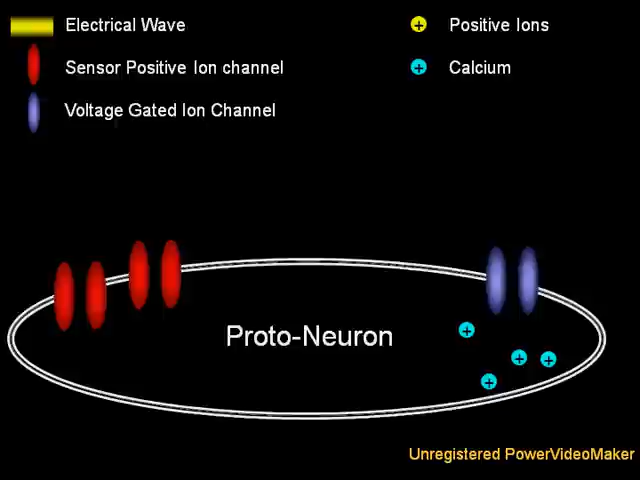 Electrical Wave
Positive Ions
Sensor Positive Ion channel
Calcium
Voltage Gated Ion Channel
Proto-Neuron
Unregistered PowerVideoMaker